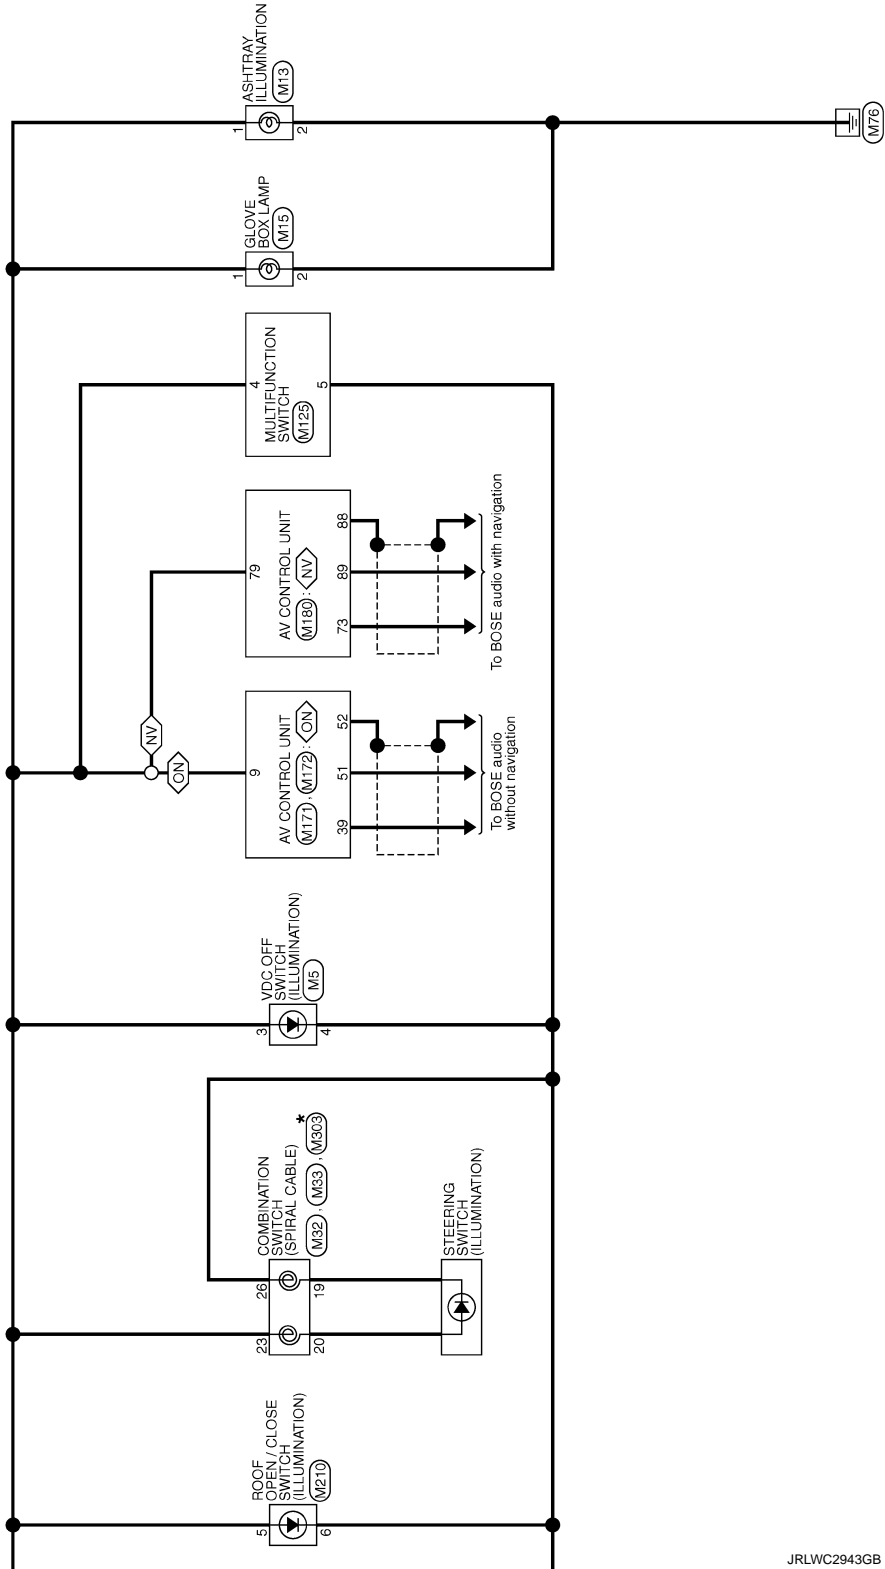 ASHTRAY
ILLUMINATION
M13
1
2
M76
GLOVE
BOX LAMP
M15
1
2
MULTIFUNCTION
SWITCH
M125
4
5
AV CONTROL UNIT
M180 : NV
79
88
89
73
To BOSE audio with navigation
NV
ON
AV CONTROL UNIT
M171 , M172 : ON
9
52
51
39
To BOSE audio
without navigation
VDC OFF
SWITCH
(ILLUMINATION)
M5
3
4
COMBINATION
SWITCH
(SPIRAL CABLE)
M32 , M33 , M303 *
26
19
23
20
STEERING
SWITCH
(ILLUMINATION)
ROOF
OPEN / CLOSE
SWITCH
(ILLUMINATION)
M210
5
6
JRLWC2943GB